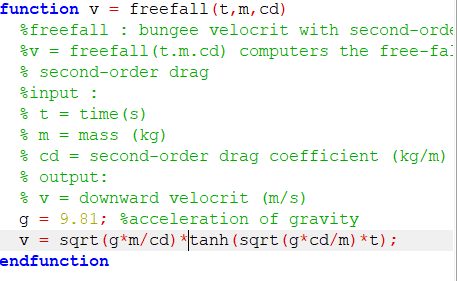 function v = freefall(t,m,cd)
%freefall : bungee velocrit with second-orde
%v = freefall(t.m.cd) computers the free-fa
% second-order drag
%input :
% t = time(s)
% m = mass (kg)
% cd = second-order drag coefficient (kg/m)
% output:
% v = downward velocrit (m/s)
g = 9.81; %acceleration of gravity
v = sqrt(g*m/cd)*tanh(sqrt(g*cd/m)*t);
endfunction